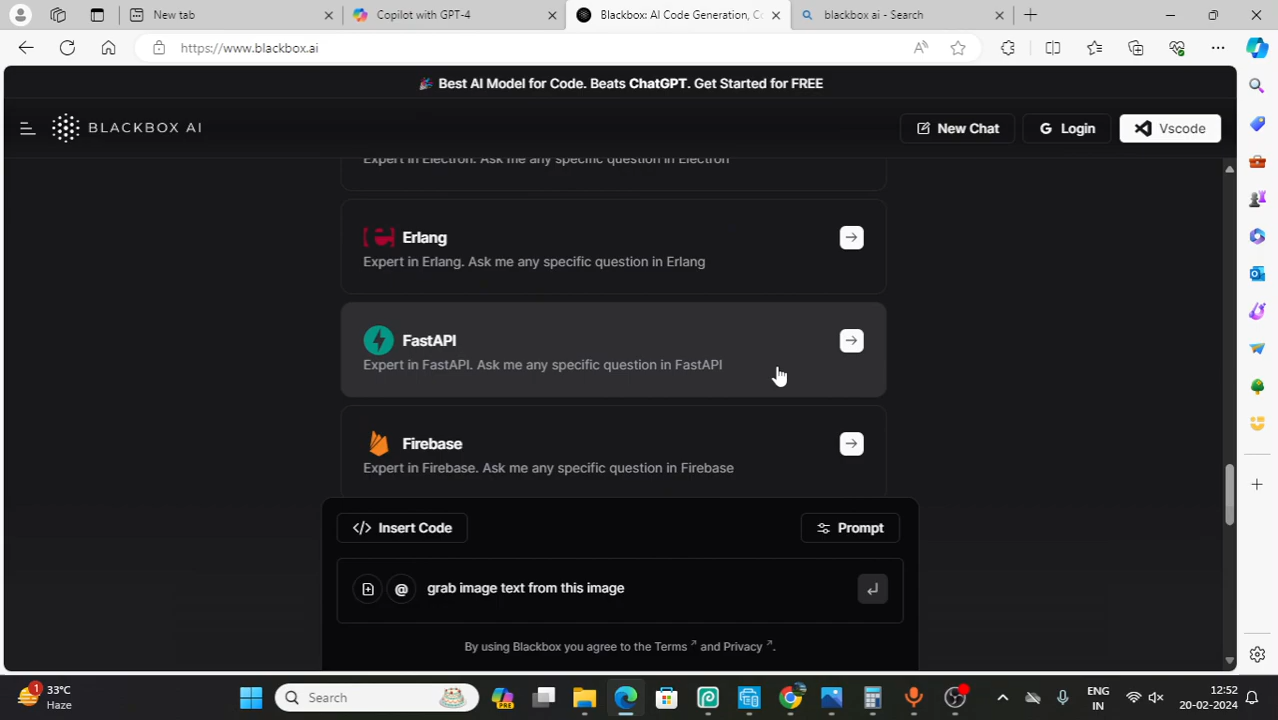 New tab
Copilot with GPT-4
Blackbox: AI Code Generation, Co
blackbox ai - Search
https://www.blackbox.ai
🎉 Best AI Model for Code. Beats ChatGPT. Get Started for FREE
BLACKBOX AI
New Chat
G Login
Vscode
Expert in Electron. Ask me any specific question in Electron
Erlang
Expert in Erlang. Ask me any specific question in Erlang
FastAPI
Expert in FastAPI. Ask me any specific question in FastAPI
Firebase
Expert in Firebase. Ask me any specific question in Firebase
</> Insert Code
Prompt
@ grab image text from this image
By using Blackbox you agree to the Terms ↗ and Privacy ↗.
1
33°C
Haze
Search
PRE
ENG
IN
12:52
20-02-2024